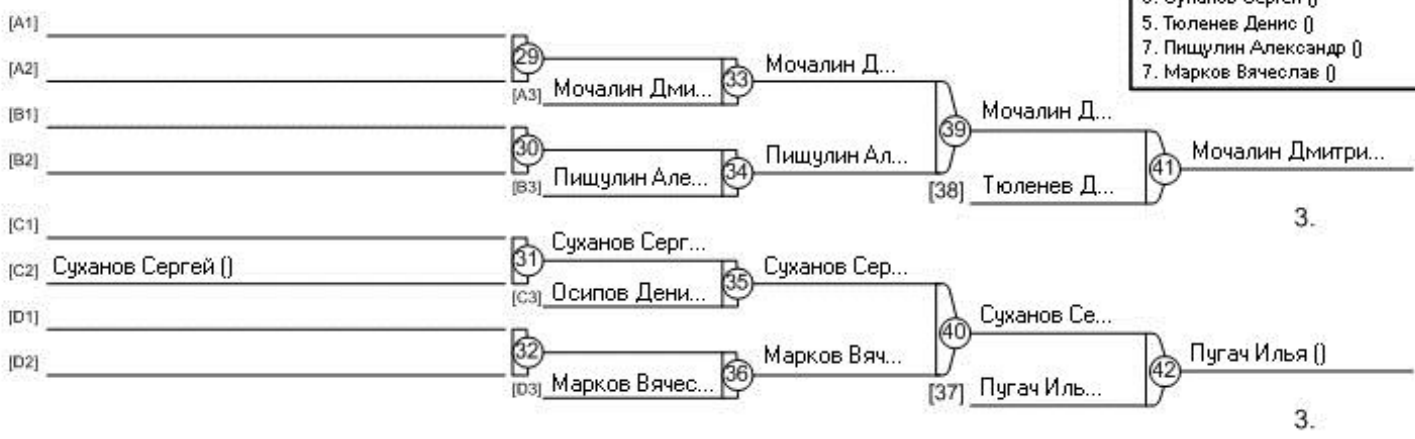 5. Суханов Сергей ()
5. Тюленев Денис ()
7. Пищулин Александр ()
7. Марков Вячеслав ()
[A1]
[A2]
29
[A3] Мочалин Дми...
33
Мочалин Д...
[B1]
[B2]
30
[B3] Пищулин Але...
34
Пищулин Ал...
39
Мочалин Д...
[38] Тюленев Д...
41
Мочалин Дмитри...
3.
[C1]
[C2] Суханов Сергей ()
31
Суханов Серг...
[C3] Осипов Дени...
35
Суханов Сер...
[D1]
[D2]
32
[D3] Марков Вячес...
36
Марков Вяч...
40
Суханов Се...
[37] Пугач Иль...
42
Пугач Илья ()
3.